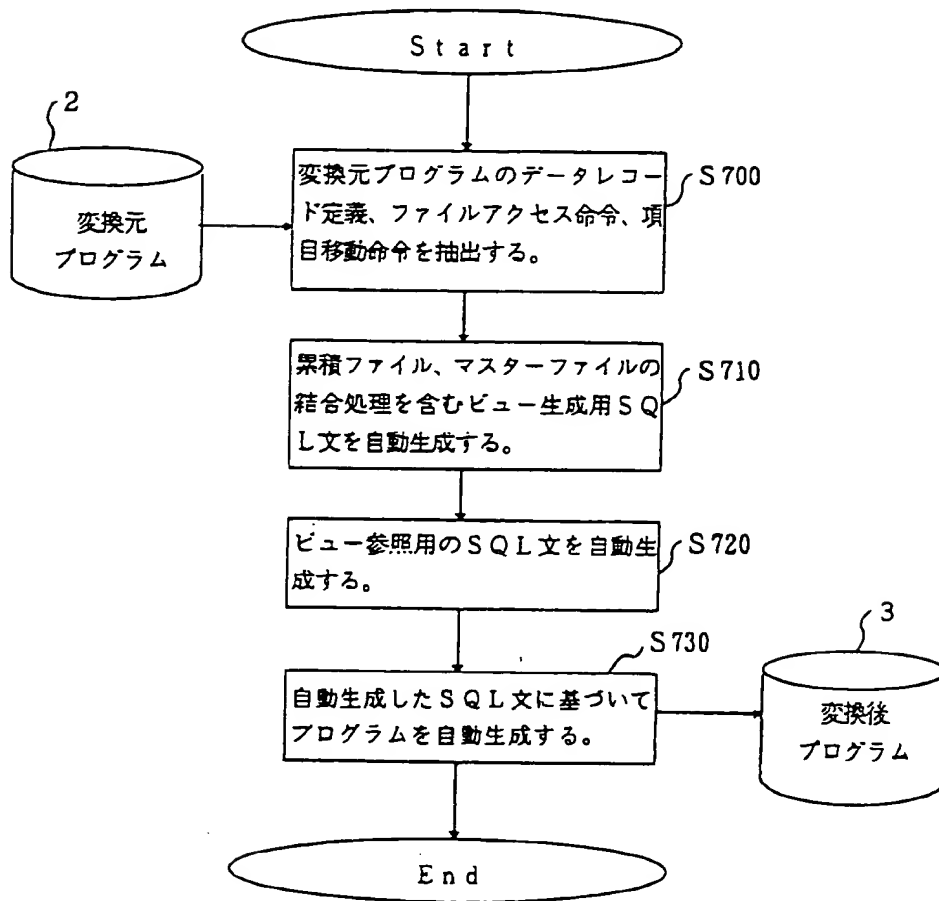 Start
2
変換元
プログラム
変換元プログラムのデータレコー
ド定義、ファイルアクセス命令、項
目移動命令を抽出する。
S700
累積ファイル、マスターファイルの
結合処理を含むビュー生成用SQ
L文を自動生成する。
S710
ビュー参照用のSQL文を自動生
成する。
S720
S730
自動生成したSQL文に基づいて
プログラムを自動生成する。
3
変換後
プログラム
End